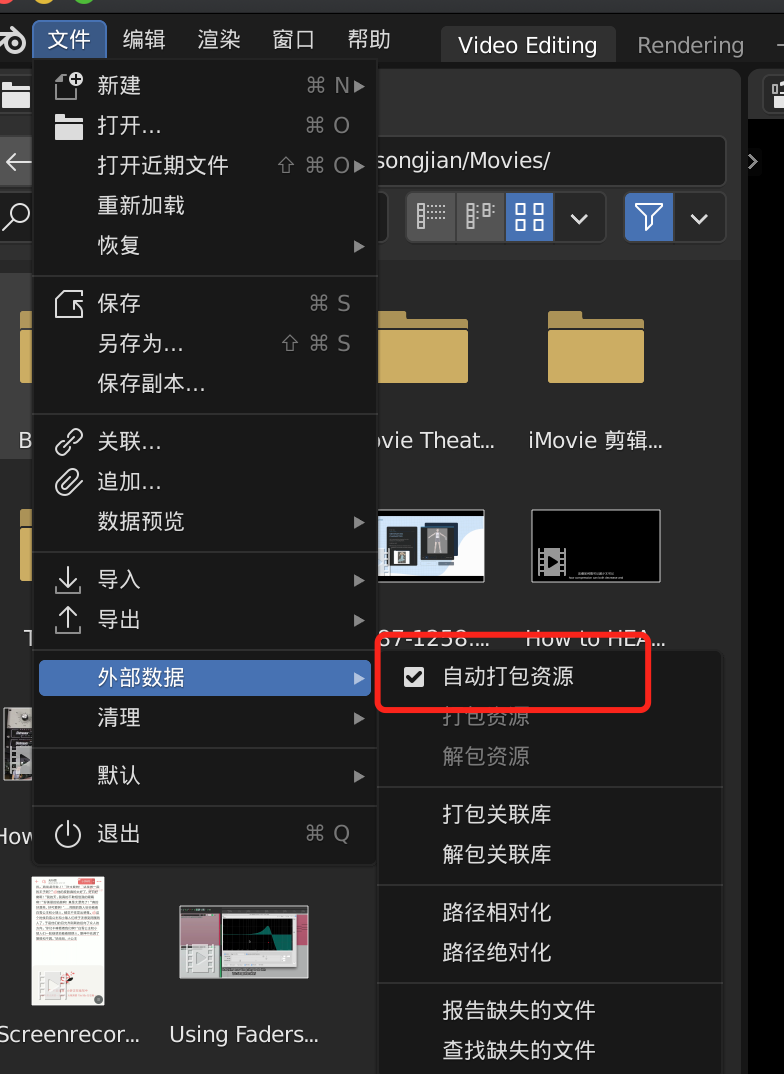 文件 编辑 渲染 窗口 帮助 Video Editing Rendering
新建 ⌘ N
打开... ⌘ O
打开近期文件 ⇧ ⌘ O
songjian/Movies/
重新加载
恢复
保存 ⌘ S
另存为... ⇧ ⌘ S
保存副本...
关联...
ovie Theat...
iMovie 剪辑...
追加...
数据预览
导入
导出
37-1258....
How to HEA...
外部数据
自动打包资源
清理
打包资源
解包资源
默认
打包关联库
退出 ⌘ Q
How
解包关联库
路径相对化
路径绝对化
报告缺失的文件
Screenrecor...
Using Faders...
查找缺失的文件